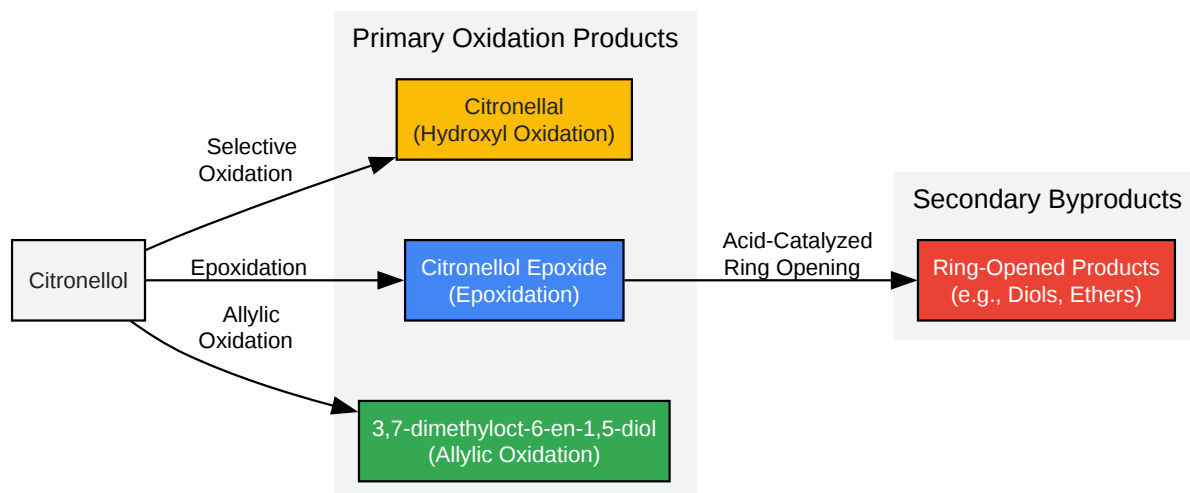 Primary Oxidation Products
Citronellal
(Hydroxyl Oxidation)
Selective
Oxidation
Secondary Byproducts
Citronellol
Epoxidation
Citronellol Epoxide
(Epoxidation)
Acid-Catalyzed
Ring Opening
Ring-Opened Products
(e.g., Diols, Ethers)
Allylic
Oxidation
3,7-dimethyloct-6-en-1,5-diol
(Allylic Oxidation)